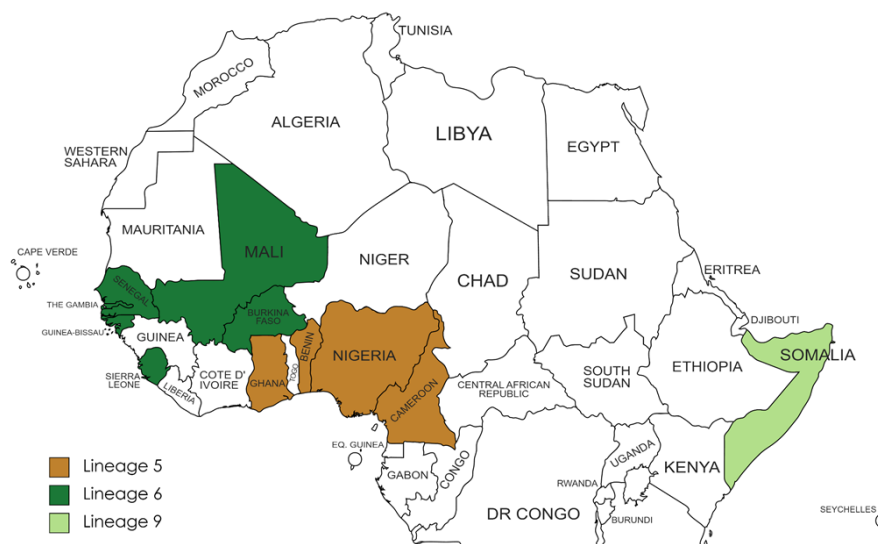 TUNISIA
MOROCCO
ALGERIA
LIBYA
EGYPT
WESTERN
SAHARA
MAURITANIA
MALI
NIGER
CHAD
SUDAN
ERITREA
CAPE VERDE
SENEGAL
THE GAMBIA
GUINEA-BISSAU
GUINEA
BURKINA
FASO
DJIBOUTI
SOMALIA
SIERRA
LEONE
LIBERIA
COTE D'
IVOIRE
GHANA
TOGO
BENIN
NIGERIA
CAMEROON
CENTRAL AFRICAN
REPUBLIC
SOUTH
SUDAN
ETHIOPIA
EQ. GUINEA
GABON
CONGO
DR CONGO
UGANDA
RWANDA
BURUNDI
KENYA
SEYCHELLES
Lineage 5
Lineage 6
Lineage 9